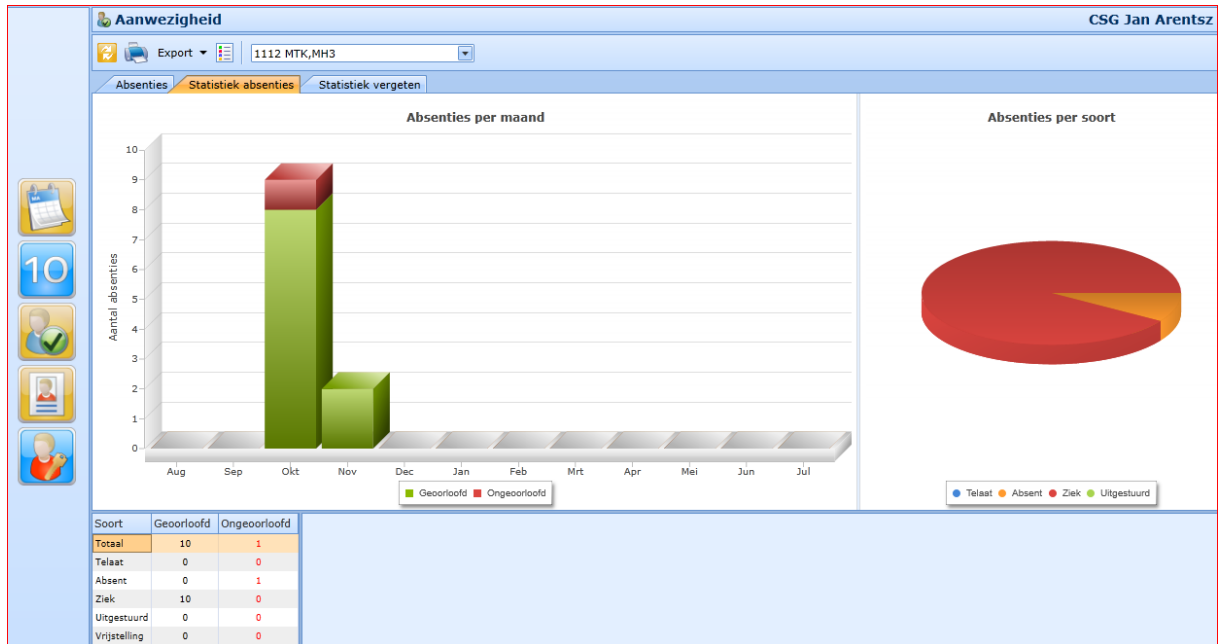 Aanwezigheid
CSG Jan Arentsz
Export
1112 MTK,MH3
Absenties
Statistiek absenties
Statistiek vergeten
Absenties per maand
Aantal absenties
10
9
8
7
6
5
4
3
2
1
0
Aug Sep Okt Nov Dec Jan Feb Mrt Apr Mei Jun Jul
Geoorloofd Ongeoorloofd
Absenties per soort
Telaat Absent Ziek Uitgestuurd
MA
10
Soort Geoorloofd Ongeoorloofd
Totaal 10 1
Telaat 0 0
Absent 0 1
Ziek 10 0
Uitgestuurd 0 0
Vrijstelling 0 0